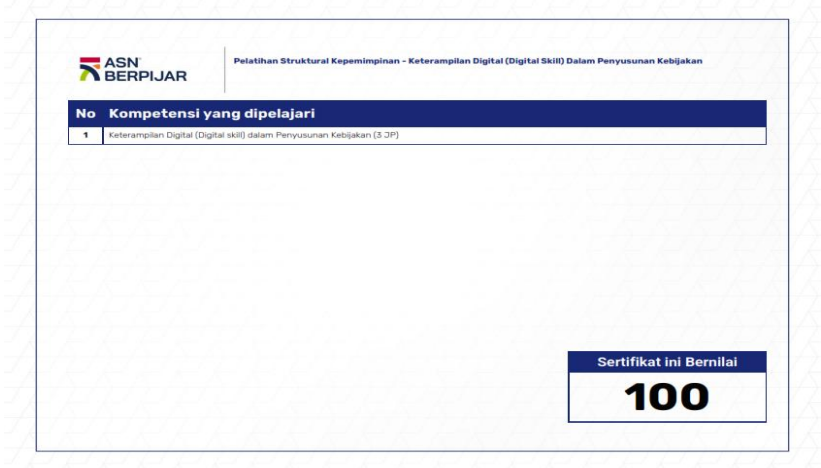 ASN
BERPIJAR
Pelatihan Struktural Kepemimpinan - Keterampilan Digital (Digital Skill) Dalam Penyusunan Kebijakan
No Kompetensi yang dipelajari
1 Keterampilan Digital (Digital skill) dalam Penyusunan Kebijakan (3 JP)
Sertifikat ini Bernilai
100